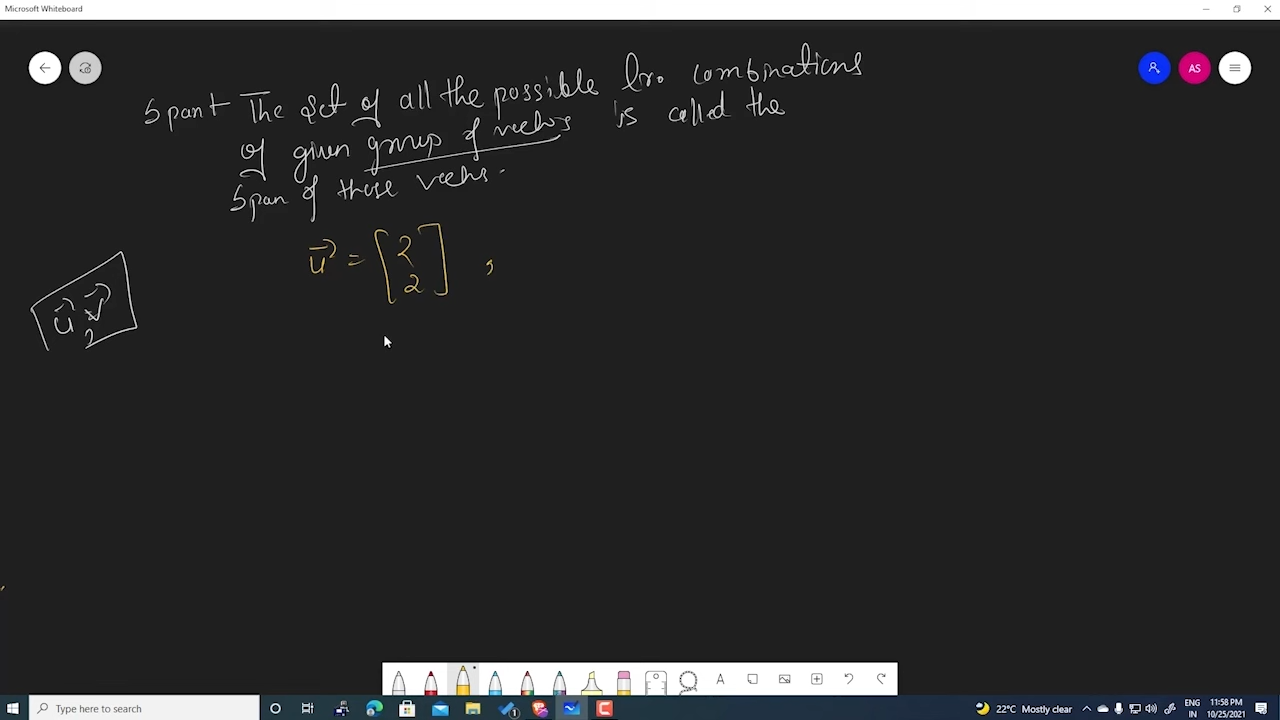 Microsoft Whiteboard
AS
Span:- The Set of all the possible lin. combinations
of given group of vectors is called the
Span of those vectors.
u⃗ = [2 2] ,
u⃗ v⃗
2
A
Type here to search
22°C Mostly clear
ENG
IN
11:58 PM
10/25/2021